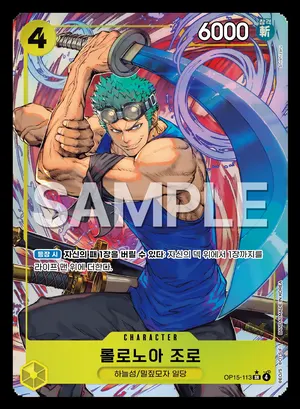 4
6000
斬
SAMPLE
등장 시 자신의 패 1장을 버릴 수 있다: 자신의 덱 위에서 1장까지를
라이프 맨 위에 더한다.
CHARACTER
롤로노아 조로
하늘섬/밀짚모자 일당
OP15-113 SR 4